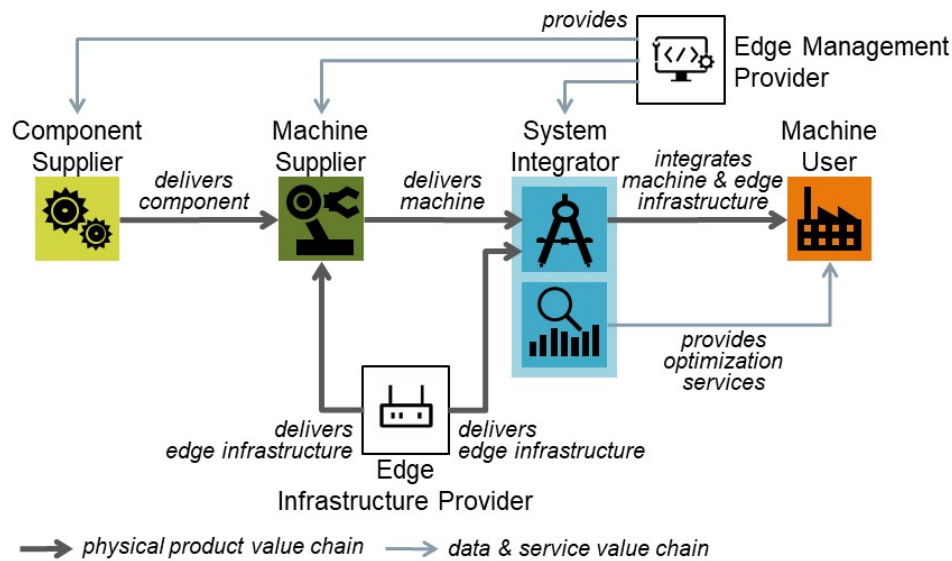 provides
Edge Management
Provider
Component
Supplier
Machine
Supplier
System
Integrator
Machine
User
delivers
component
delivers
machine
integrates
machine & edge
infrastructure
provides
optimization
services
delivers
edge infrastructure
delivers
edge infrastructure
Edge
Infrastructure Provider
physical product value chain
data & service value chain